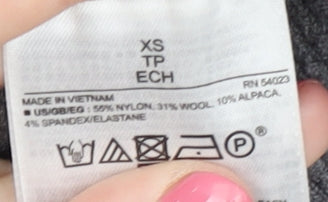 XS
TP
ECH
RN 54023
MADE IN VIETNAM
■ US/GB/EG : 55% NYLON, 31% WOOL, 10% ALPACA,
4% SPANDEX/ELASTANE
P ®